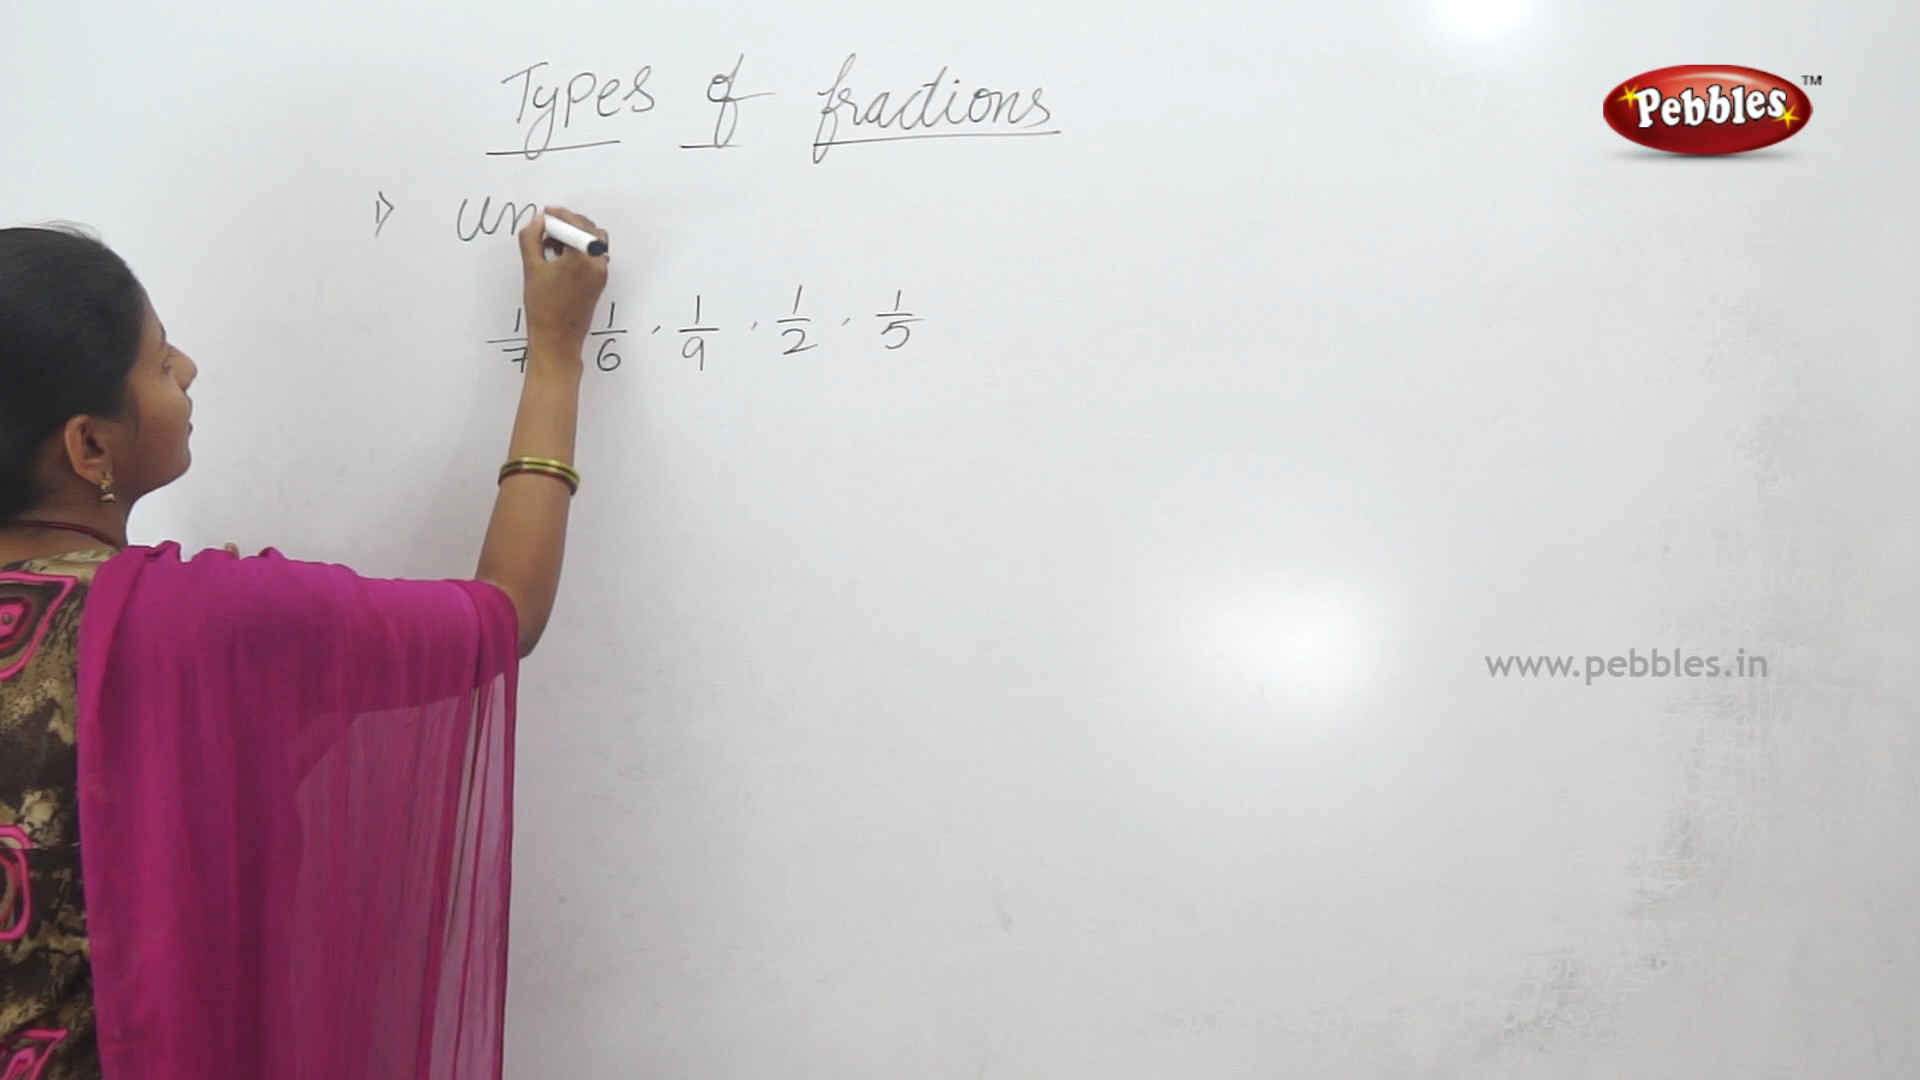 Types of fractions
Pebbles TM
1) Un
1/7 1/6 , 1/9 , 1/2 , 1/5
www.pebbles.in